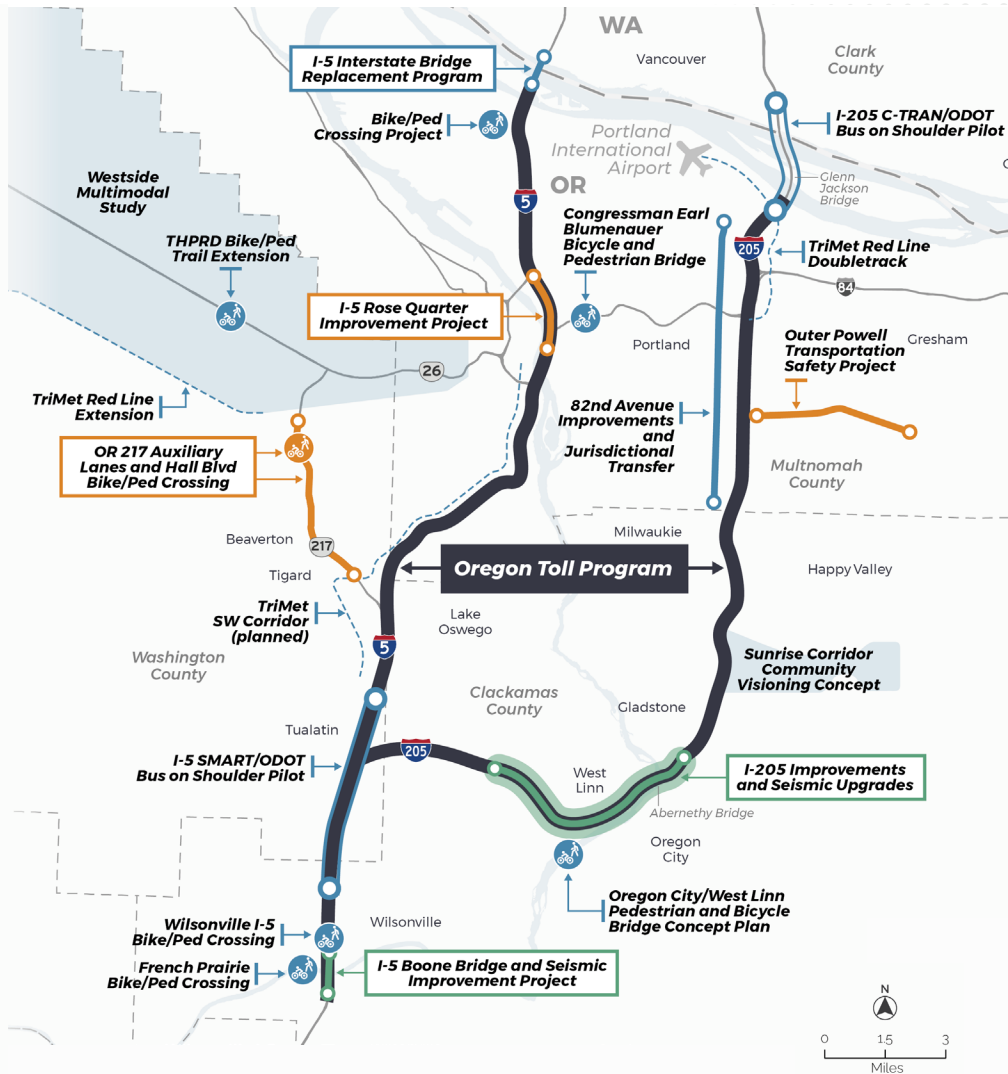 WA
Vancouver
Clark
County
I-5 Interstate Bridge
Replacement Program
I-205 C-TRAN/ODOT
Bus on Shoulder Pilot
Bike/Ped
Crossing Project
Portland
International
Airport
Glenn
Jackson
Bridge
OR
5
Westside
Multimodal
Study
Congressman Earl
Blumenauer
Bicycle and
Pedestrian Bridge
THPRD Bike/Ped
Trail Extension
205
TriMet Red Line
Doubletrack
84
I-5 Rose Quarter
Improvement Project
Portland
Outer Powell
Transportation
Safety Project
Gresham
26
TriMet Red Line
Extension
82nd Avenue
Improvements
and
Jurisdictional
Transfer
OR 217 Auxiliary
Lanes and Hall Blvd
Bike/Ped Crossing
Multnomah
County
Beaverton
217
Milwaukie
Tigard
Oregon Toll Program
Happy Valley
TriMet
SW Corridor
(planned)
Lake
Oswego
5
Washington
County
Sunrise Corridor
Community
Visioning Concept
Clackamas
County
Gladstone
Tualatin
205
I-5 SMART/ODOT
Bus on Shoulder Pilot
West
Linn
I-205 Improvements
and Seismic Upgrades
Abernethy Bridge
Oregon
City
Oregon City/West Linn
Pedestrian and Bicycle
Bridge Concept Plan
Wilsonville I-5
Bike/Ped Crossing
Wilsonville
French Prairie
Bike/Ped Crossing
I-5 Boone Bridge and Seismic
Improvement Project
N
0 1.5 3
Miles